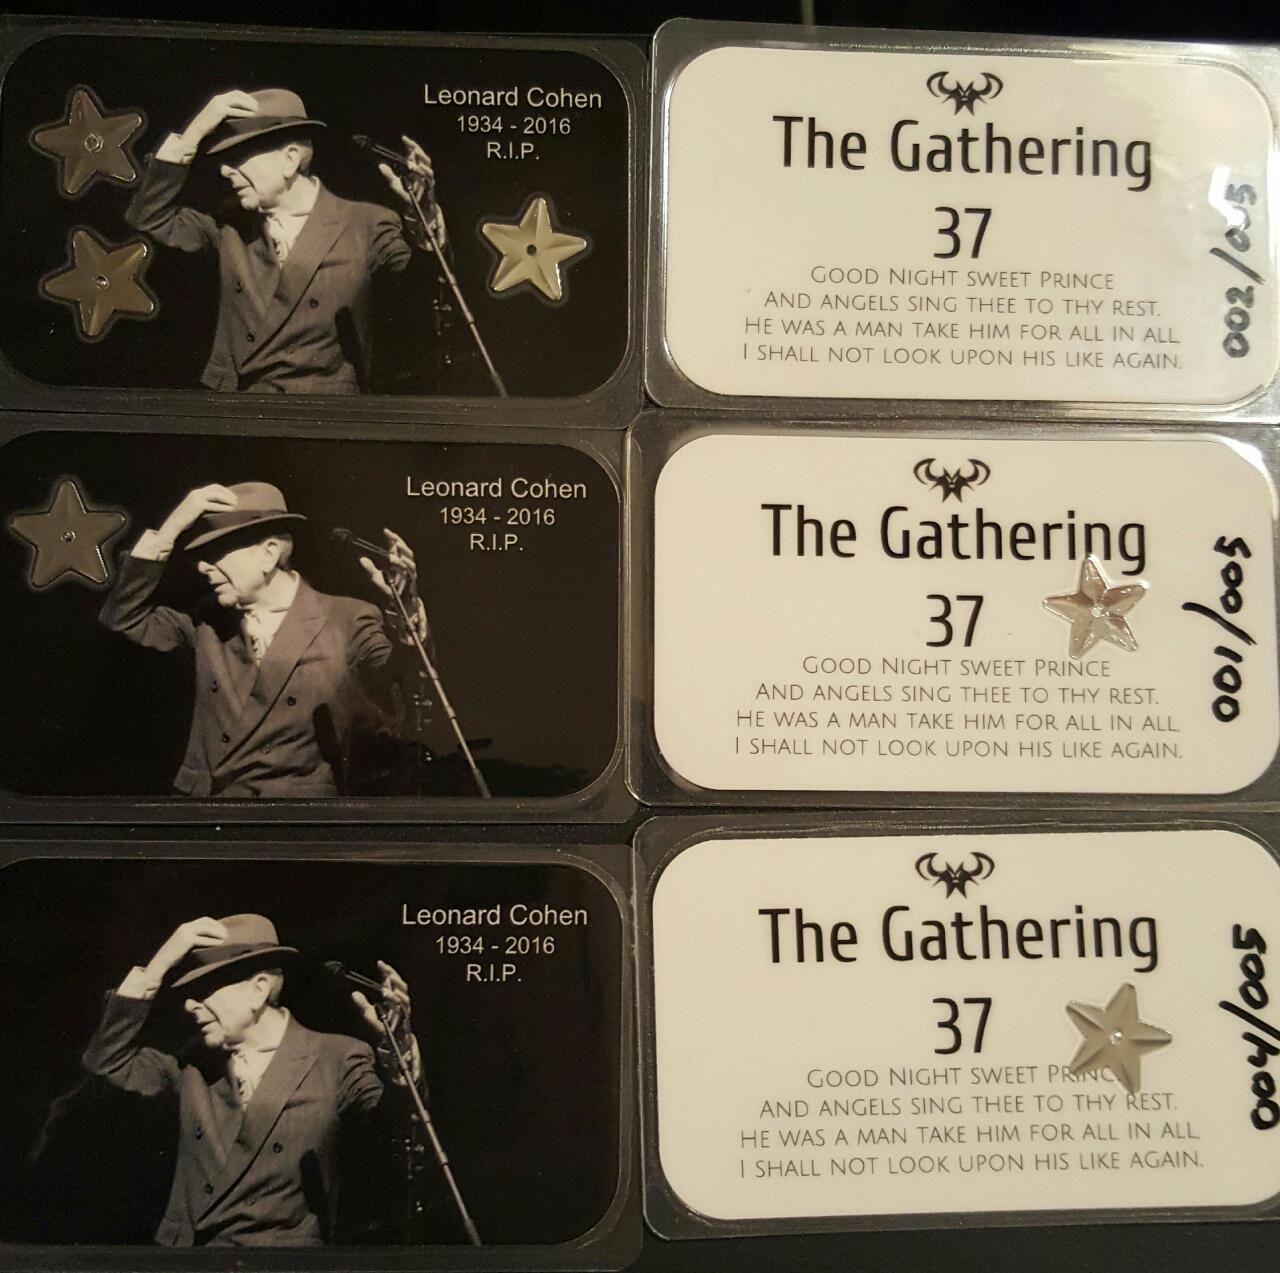 Leonard Cohen
1934 - 2016
R.I.P.
The Gathering
37
GOOD NIGHT SWEET PRINCE
AND ANGELS SING THEE TO THY REST.
HE WAS A MAN TAKE HIM FOR ALL IN ALL,
I SHALL NOT LOOK UPON HIS LIKE AGAIN.
002/005
Leonard Cohen
1934 - 2016
R.I.P.
The Gathering
37
GOOD NIGHT SWEET PRINCE
AND ANGELS SING THEE TO THY REST.
HE WAS A MAN TAKE HIM FOR ALL IN ALL,
I SHALL NOT LOOK UPON HIS LIKE AGAIN.
001/005
Leonard Cohen
1934 - 2016
R.I.P.
The Gathering
37
GOOD NIGHT SWEET PRINC
AND ANGELS SING THEE TO THY REST.
HE WAS A MAN TAKE HIM FOR ALL IN ALL,
I SHALL NOT LOOK UPON HIS LIKE AGAIN.
004/005